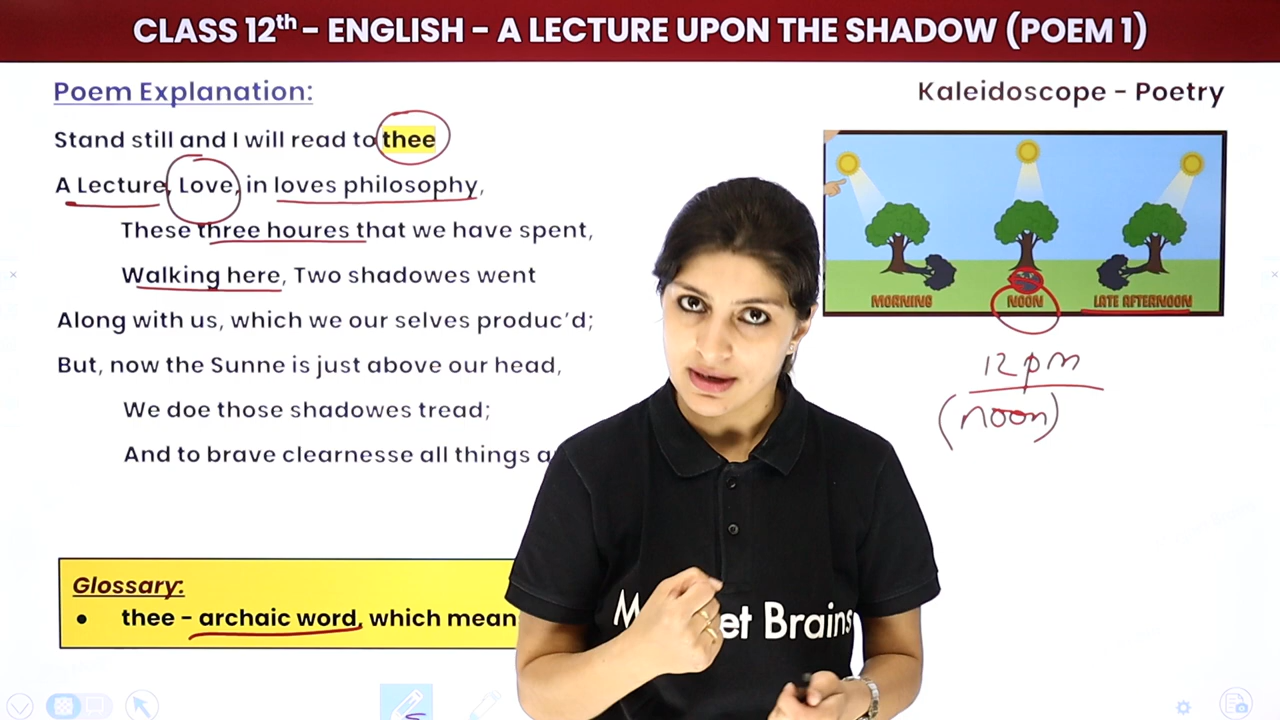 CLASS 12th - ENGLISH - A LECTURE UPON THE SHADOW (POEM 1)
Poem Explanation:
Kaleidoscope - Poetry
Stand still and I will read to thee
A Lecture, Love, in loves philosophy,
These three houres that we have spent,
Walking here, Two shadowes went
Along with us, which we our selves produc'd;
But, now the Sunne is just above our head,
We doe those shadowes tread;
And to brave clearnesse all things
MORNING
NOON
LATE AFTERNOON
12 pm
(noon)
Glossary:
• thee - archaic word, which mean
et Brains